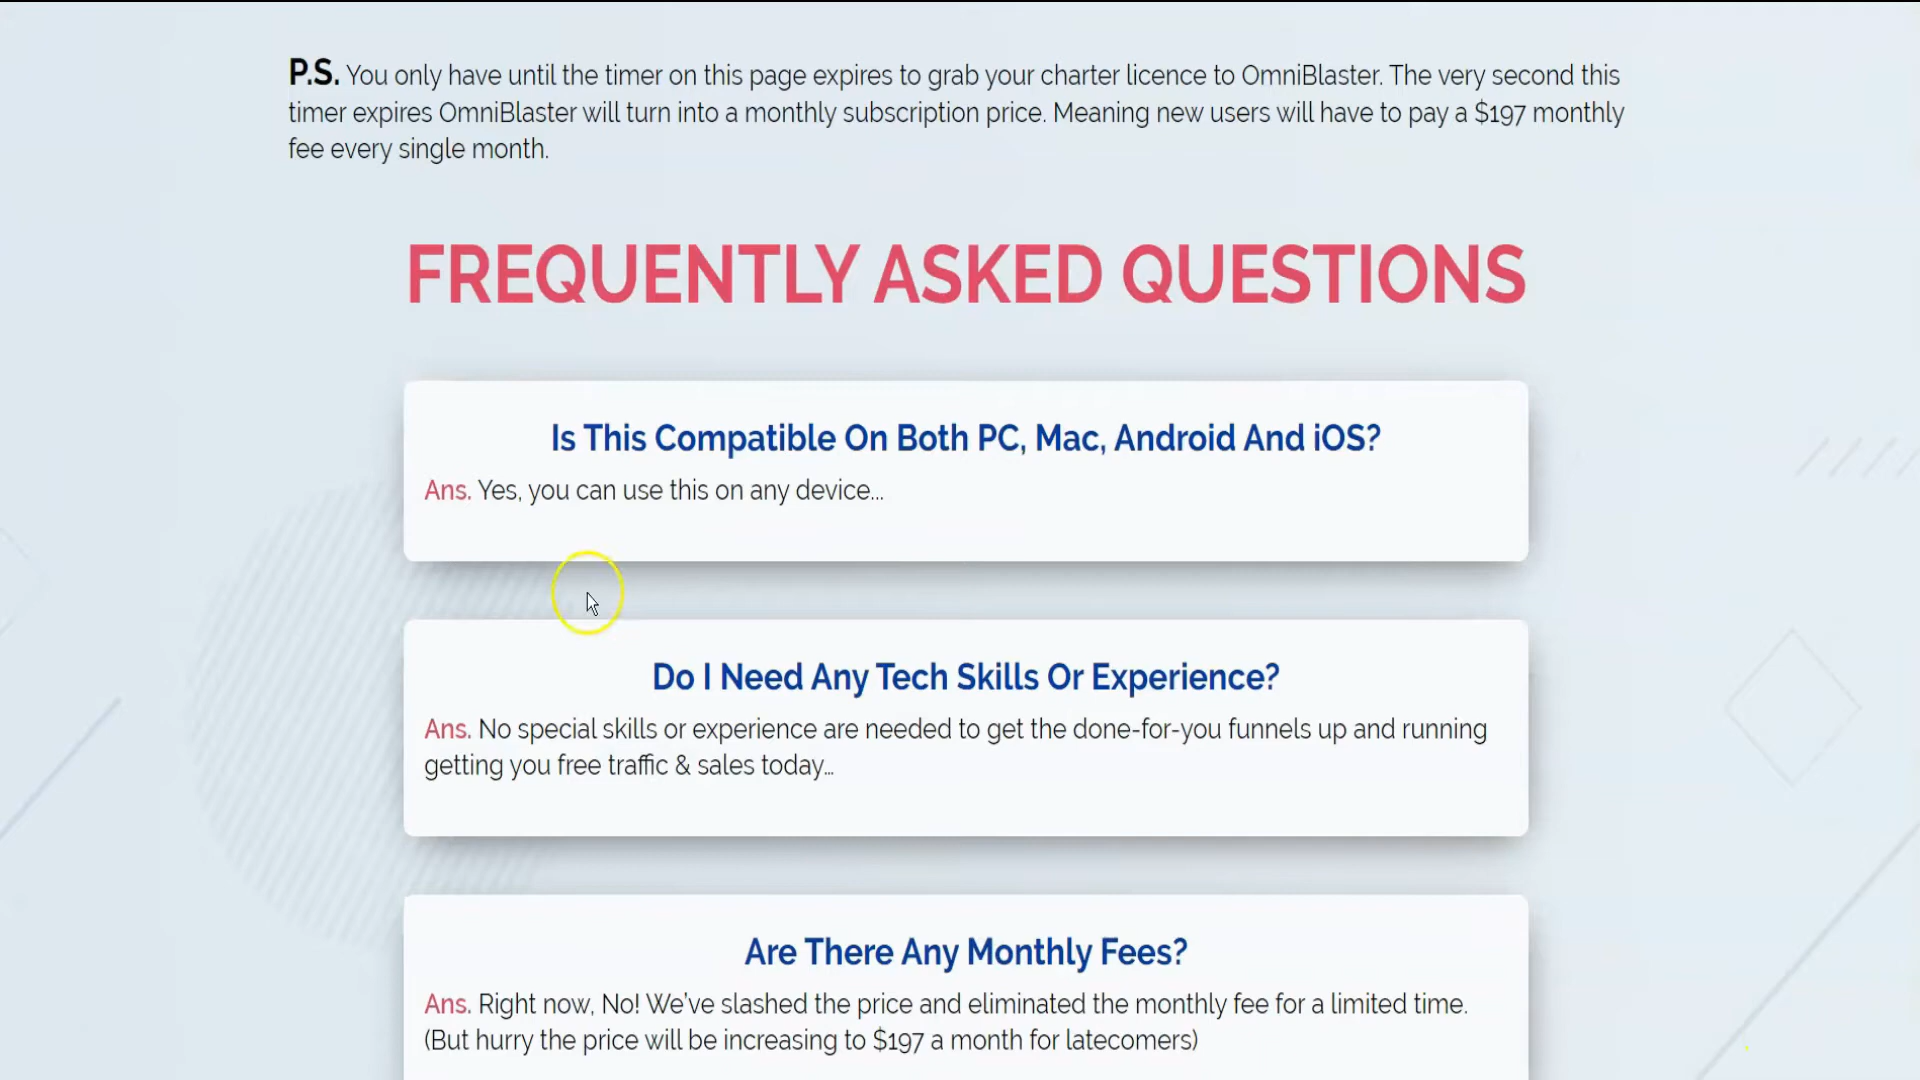 P.S. You only have until the timer on this page expires to grab your charter licence to OmniBlaster. The very second this
timer expires OmniBlaster will turn into a monthly subscription price. Meaning new users will have to pay a $197 monthly
fee every single month.
FREQUENTLY ASKED QUESTIONS
Is This Compatible On Both PC, Mac, Android And iOS?
Ans. Yes, you can use this on any device...
Do I Need Any Tech Skills Or Experience?
Ans. No special skills or experience are needed to get the done-for-you funnels up and running
getting you free traffic & sales today...
Are There Any Monthly Fees?
Ans. Right now, No! We've slashed the price and eliminated the monthly fee for a limited time.
(But hurry the price will be increasing to $197 a month for latecomers)